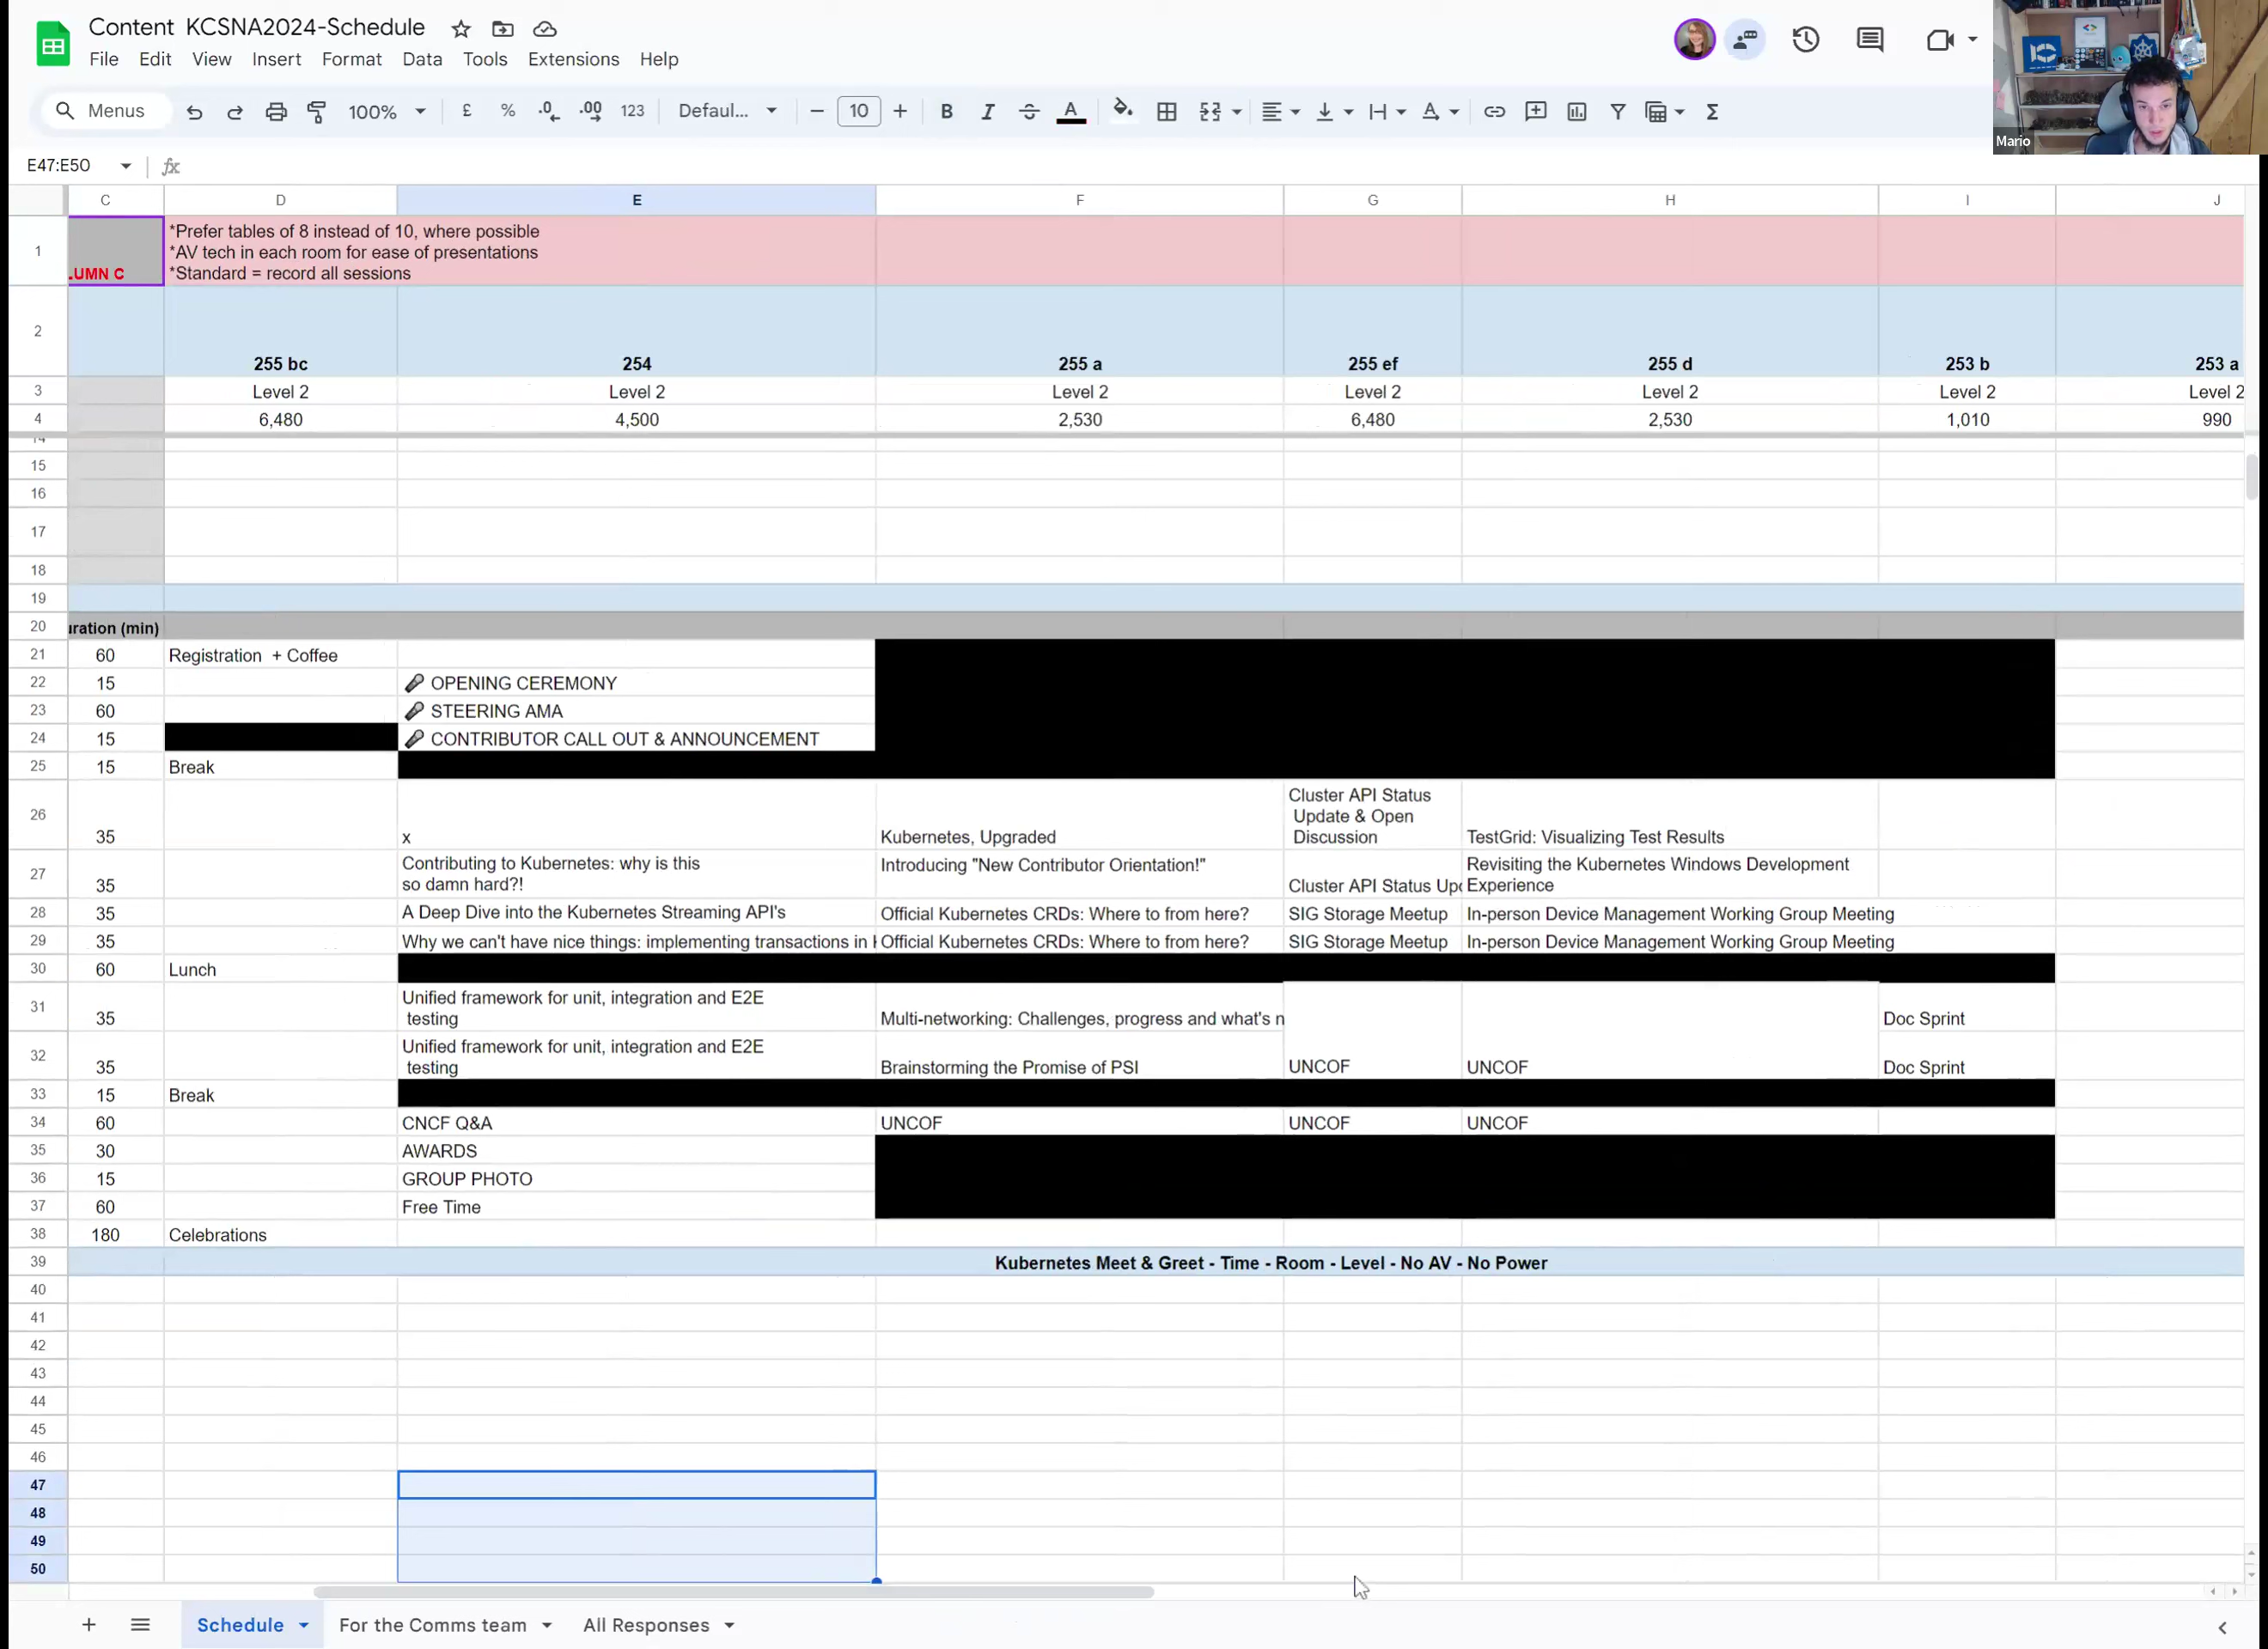 Content KCSNA2024-Schedule
File Edit View Insert Format Data Tools Extensions Help
Menus 100% £ % .0 .00 123 Defaul... 10 B I A
Mario
E47:E50 fx
C D E F G H I J
1 .UMN C *Prefer tables of 8 instead of 10, where possible
*AV tech in each room for ease of presentations
*Standard = record all sessions
2 255 bc 254 255 a 255 ef 255 d 253 b 253 a
3 Level 2 Level 2 Level 2 Level 2 Level 2 Level 2 Level 2
4 6,480 4,500 2,530 6,480 2,530 1,010 990
14
15
16
17
18
19
20 uration (min)
21 60 Registration + Coffee
22 15 🎤 OPENING CEREMONY
23 60 🎤 STEERING AMA
24 15 🎤 CONTRIBUTOR CALL OUT & ANNOUNCEMENT
25 15 Break
26 35 x Kubernetes, Upgraded Cluster API Status
Update & Open
Discussion TestGrid: Visualizing Test Results
27 35 Contributing to Kubernetes: why is this
so damn hard?! Introducing "New Contributor Orientation!" Cluster API Status Upd Revisiting the Kubernetes Windows Development
Experience
28 35 A Deep Dive into the Kubernetes Streaming API's Official Kubernetes CRDs: Where to from here? SIG Storage Meetup In-person Device Management Working Group Meeting
29 35 Why we can't have nice things: implementing transactions in Official Kubernetes CRDs: Where to from here? SIG Storage Meetup In-person Device Management Working Group Meeting
30 60 Lunch
31 35 Unified framework for unit, integration and E2E
testing Multi-networking: Challenges, progress and what's n Doc Sprint
32 35 Unified framework for unit, integration and E2E
testing Brainstorming the Promise of PSI UNCOF UNCOF Doc Sprint
33 15 Break
34 60 CNCF Q&A UNCOF UNCOF UNCOF
35 30 AWARDS
36 15 GROUP PHOTO
37 60 Free Time
38 180 Celebrations
39 Kubernetes Meet & Greet - Time - Room - Level - No AV - No Power
40
41
42
43
44
45
46
47
48
49
50
Schedule For the Comms team All Responses